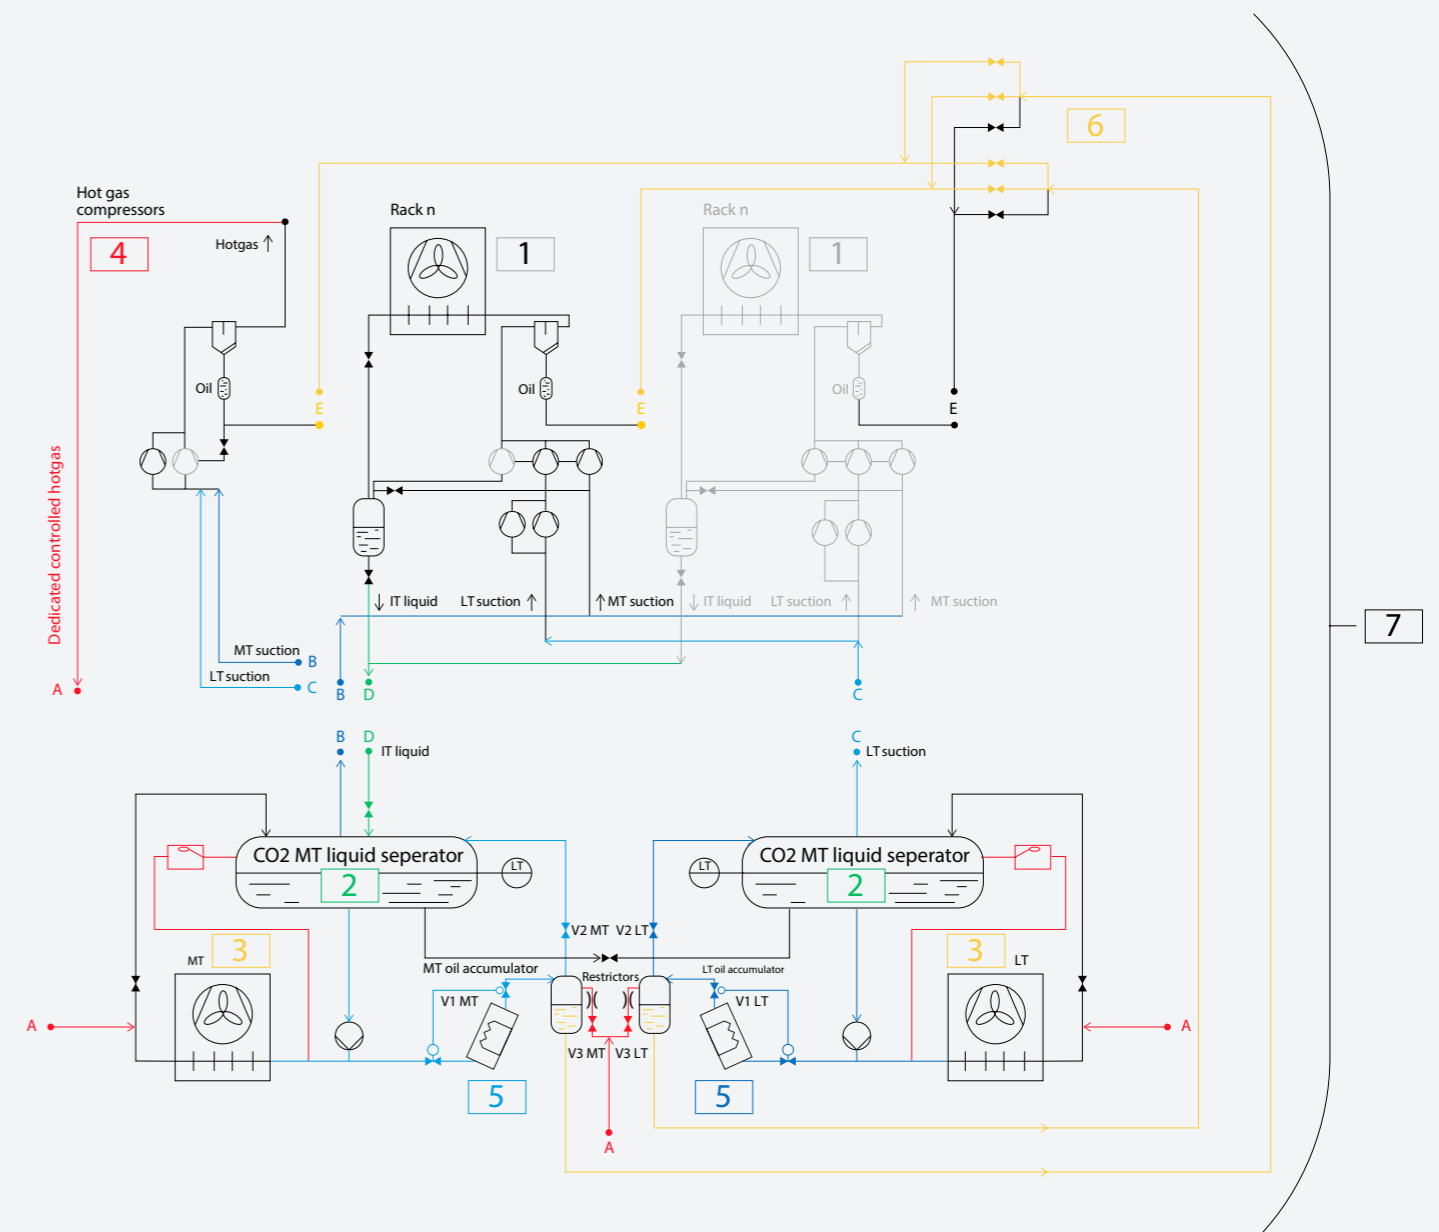 6
Hot gas
compressors
4
Hotgas
Rack n
1
Rack n
1
Oil
Oil
Oil
E
E
E
Dedicated controlled hotgas
IT liquid
LT suction
MT suction
IT liquid
LT suction
MT suction
7
MT suction
B
LT suction
C
A
B
D
C
B
D
C
IT liquid
LT suction
CO2 MT liquid seperator
LT
2
LT
CO2 MT liquid seperator
2
V2 MT
V2 LT
3
MT
3
LT
MT oil accumulator
Restrictors
LT oil accumulator
V1 MT
V1 LT
A
A
V3 MT
V3 LT
5
5
A